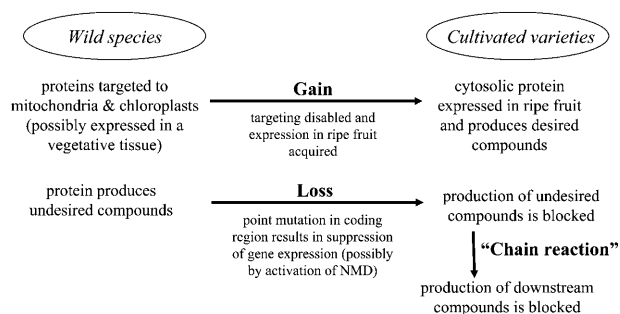 Wild species
Cultivated varieties
proteins targeted to
mitochondria & chloroplasts
(possibly expressed in a
vegetative tissue)
Gain
targeting disabled and
expression in ripe fruit
acquired
cytosolic protein
expressed in ripe fruit
and produces desired
compounds
protein produces
undesired compounds
Loss
point mutation in coding
region results in suppression
of gene expression (possibly
by activation of NMD)
production of undesired
compounds is blocked
“Chain reaction”
production of downstream
compounds is blocked